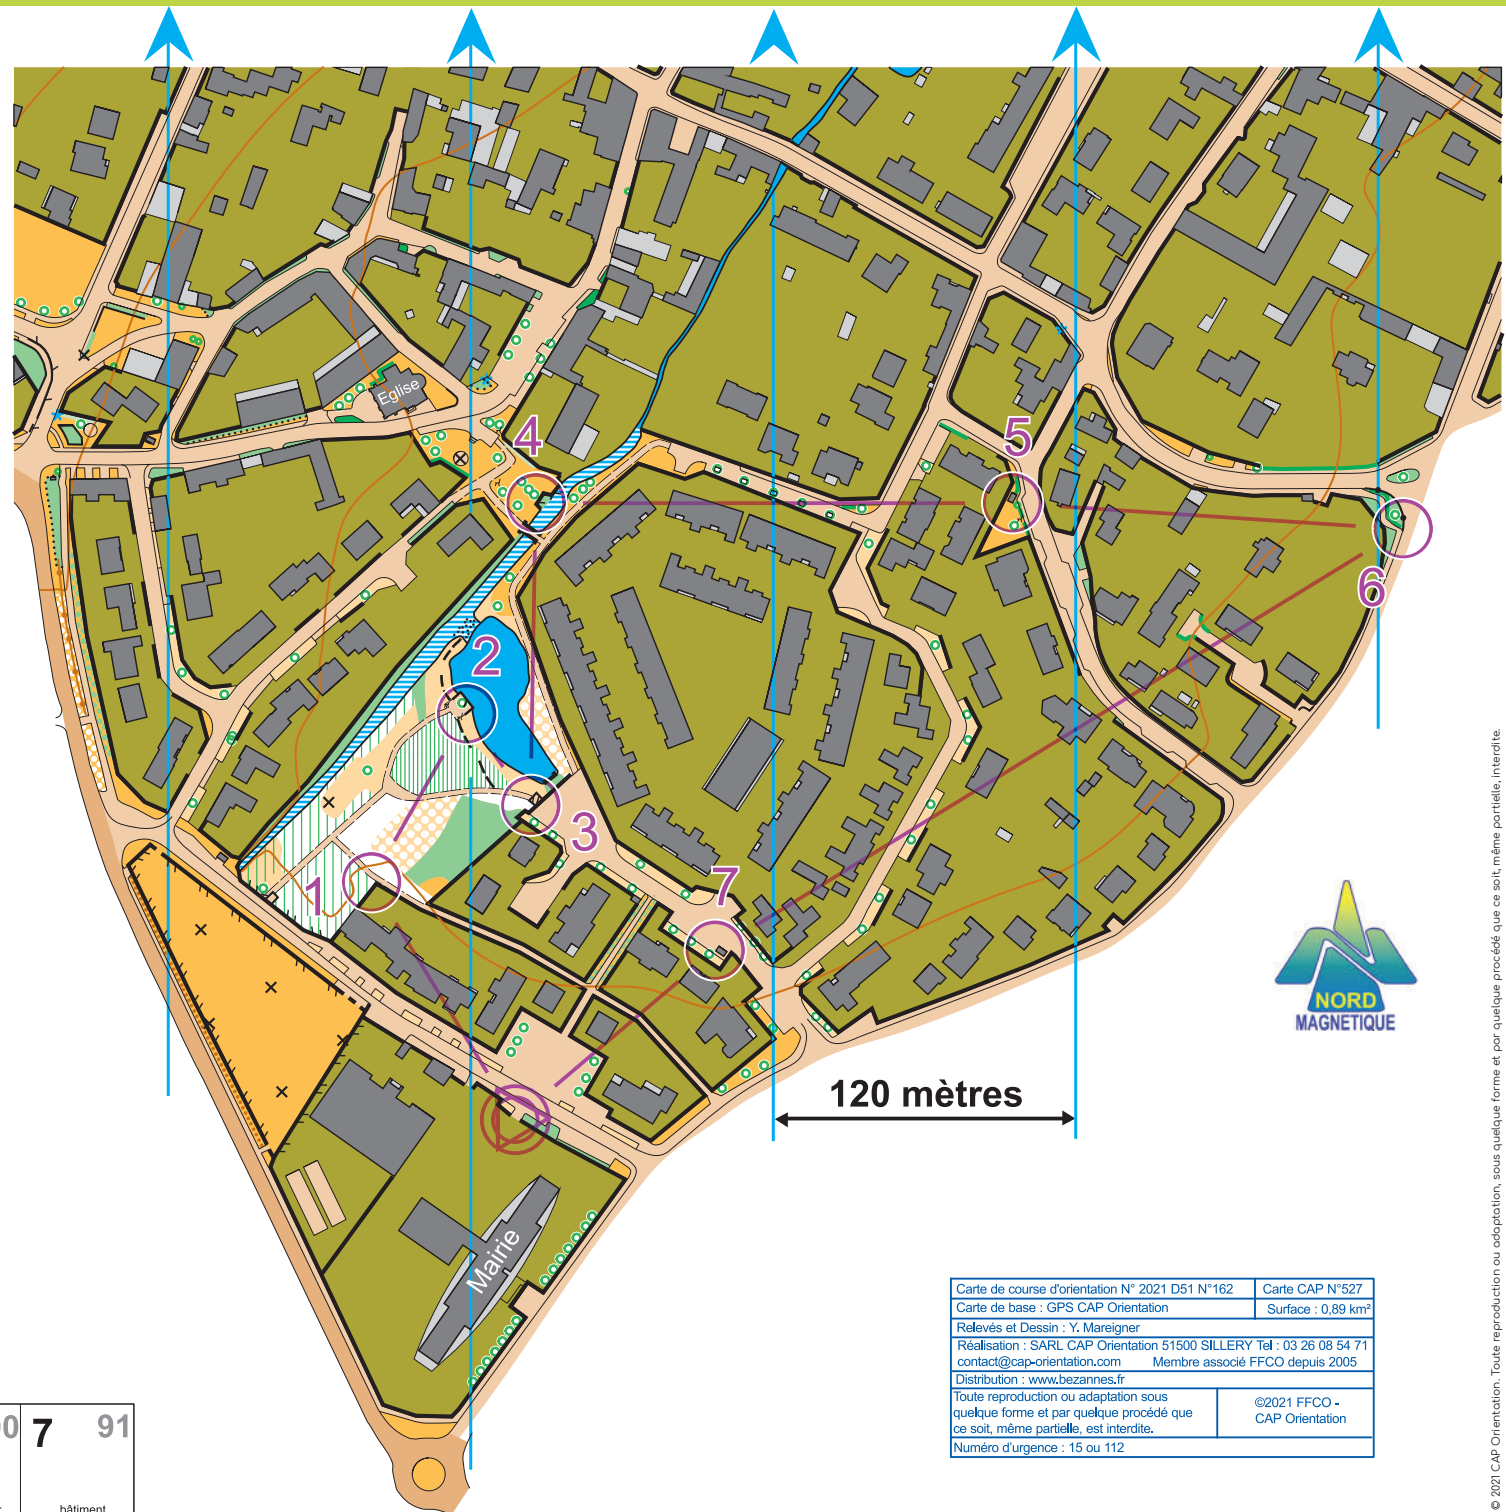 Eglise
4
5
6
2
3
1
7
NORD
MAGNETIQUE
120 mètres
Mairie
Carte de course d'orientation N° 2021 D51 N°162
Carte CAP N°527
Carte de base : GPS CAP Orientation
Surface : 0,89 km²
Relevés et Dessin : Y. Mareigner
Réalisation : SARL CAP Orientation 51500 SILLERY Tel : 03 26 08 54 71
contact@cap-orientation.com Membre associé FFCO depuis 2005
Distribution : www.bezannes.fr
Toute reproduction ou adaptation sous
quelque forme et par quelque procédé que
ce soit, même partielle, est interdite.
©2021 FFCO -
CAP Orientation
Numéro d'urgence : 15 ou 112
7 91
bâtiment
© 2021 CAP Orientation. Toute reproduction ou adaptation, sous quelque forme et par quelque procédé que ce soit, même partielle, interdite.